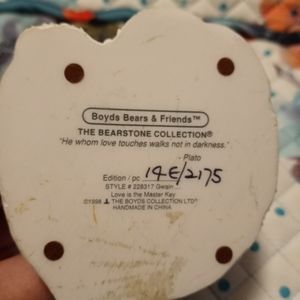 Boyds Bears & Friends™
THE BEARSTONE COLLECTION®
"He whom love touches walks not in darkness."
- Plato
Edition / pc 14E/2175
STYLE # 228317 Gwain...
Love is the Master Key
©1998 THE BOYDS COLLECTION LTD®
HANDMADE IN CHINA